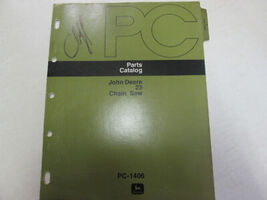 PC
Parts
Catalog
John Deere
23
Chain Saw
PC-1406